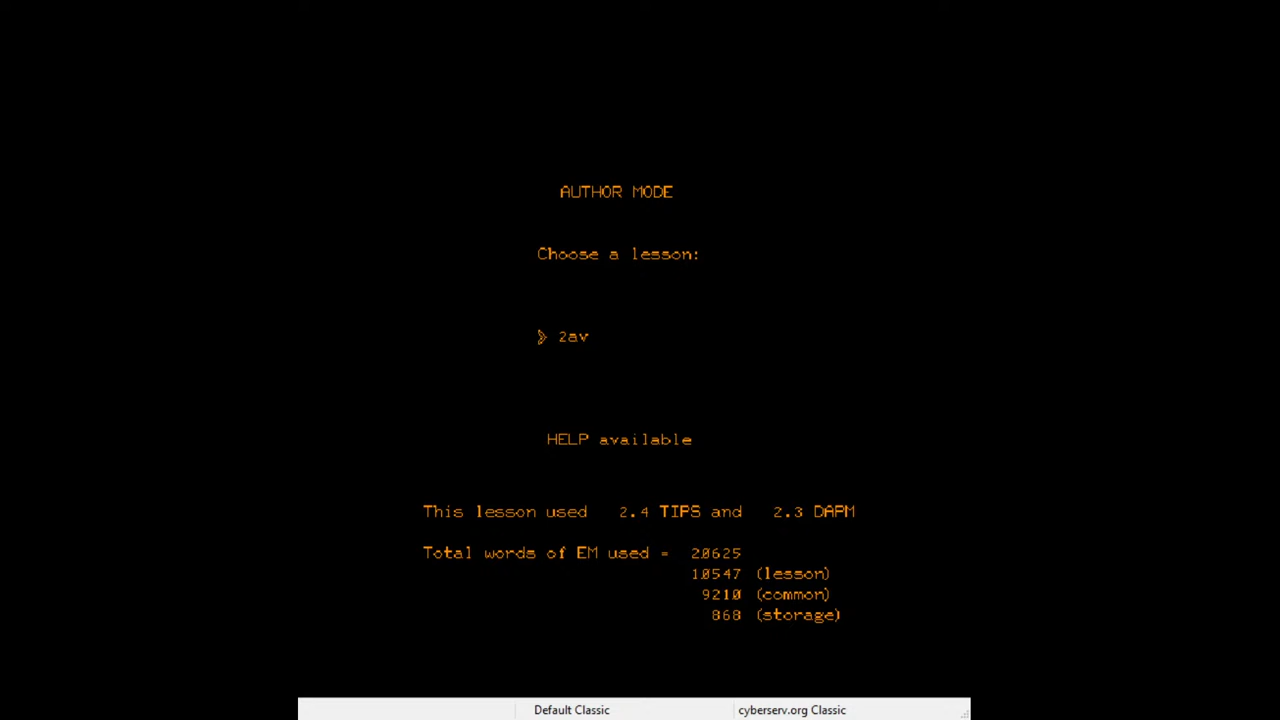 AUTHOR MODE
Choose a lesson:
> 2av
HELP available
This lesson used 2.4 TIPS and 2.3 DAPM
Total words of EM used = 20625
10547 (lesson)
9210 (common)
868 (storage)
Default Classic cyberserv.org Classic